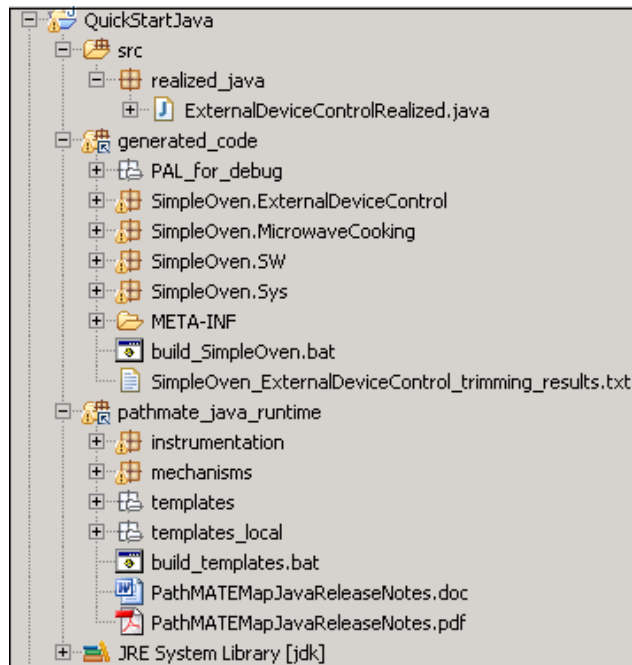 QuickStartJava
src
realized_java
ExternalDeviceControlRealized.java
generated_code
PAL_for_debug
SimpleOven.ExternalDeviceControl
SimpleOven.MicrowaveCooking
SimpleOven.SW
SimpleOven.Sys
META-INF
build_SimpleOven.bat
SimpleOven_ExternalDeviceControl_trimming_results.txt
pathmate_java_runtime
instrumentation
mechanisms
templates
templates_local
build_templates.bat
PathMATEMapJavaReleaseNotes.doc
PathMATEMapJavaReleaseNotes.pdf
JRE System Library [jdk]